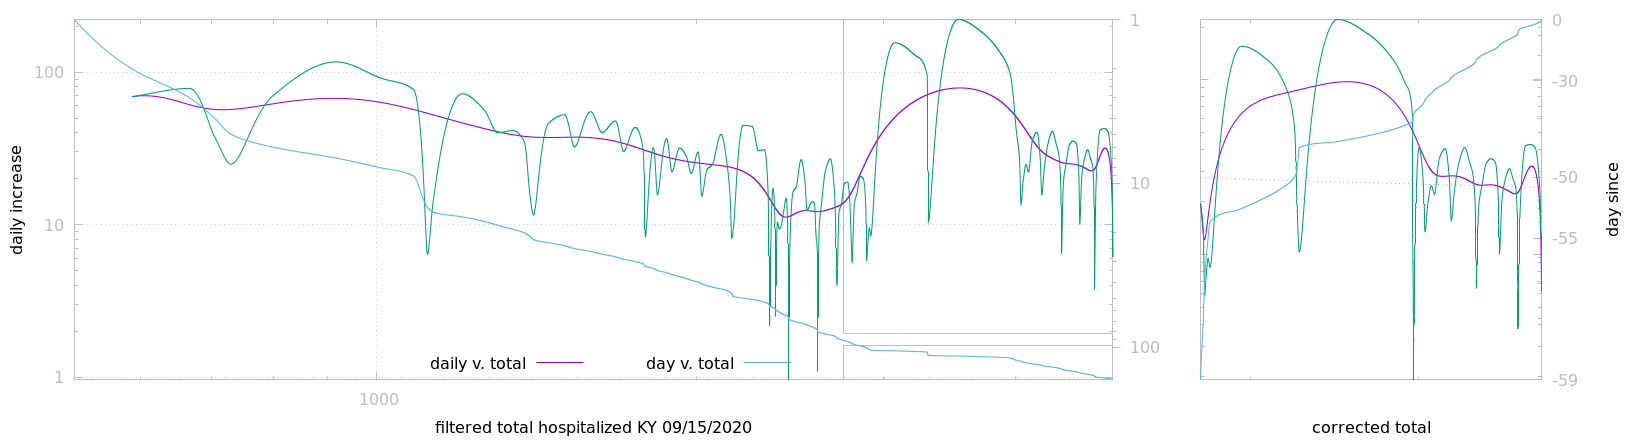 daily increase
100
10
1
1000
daily v. total
day v. total
filtered total hospitalized KY 09/15/2020
1
10
100
0
-30
-50
-55
-59
day since
corrected total